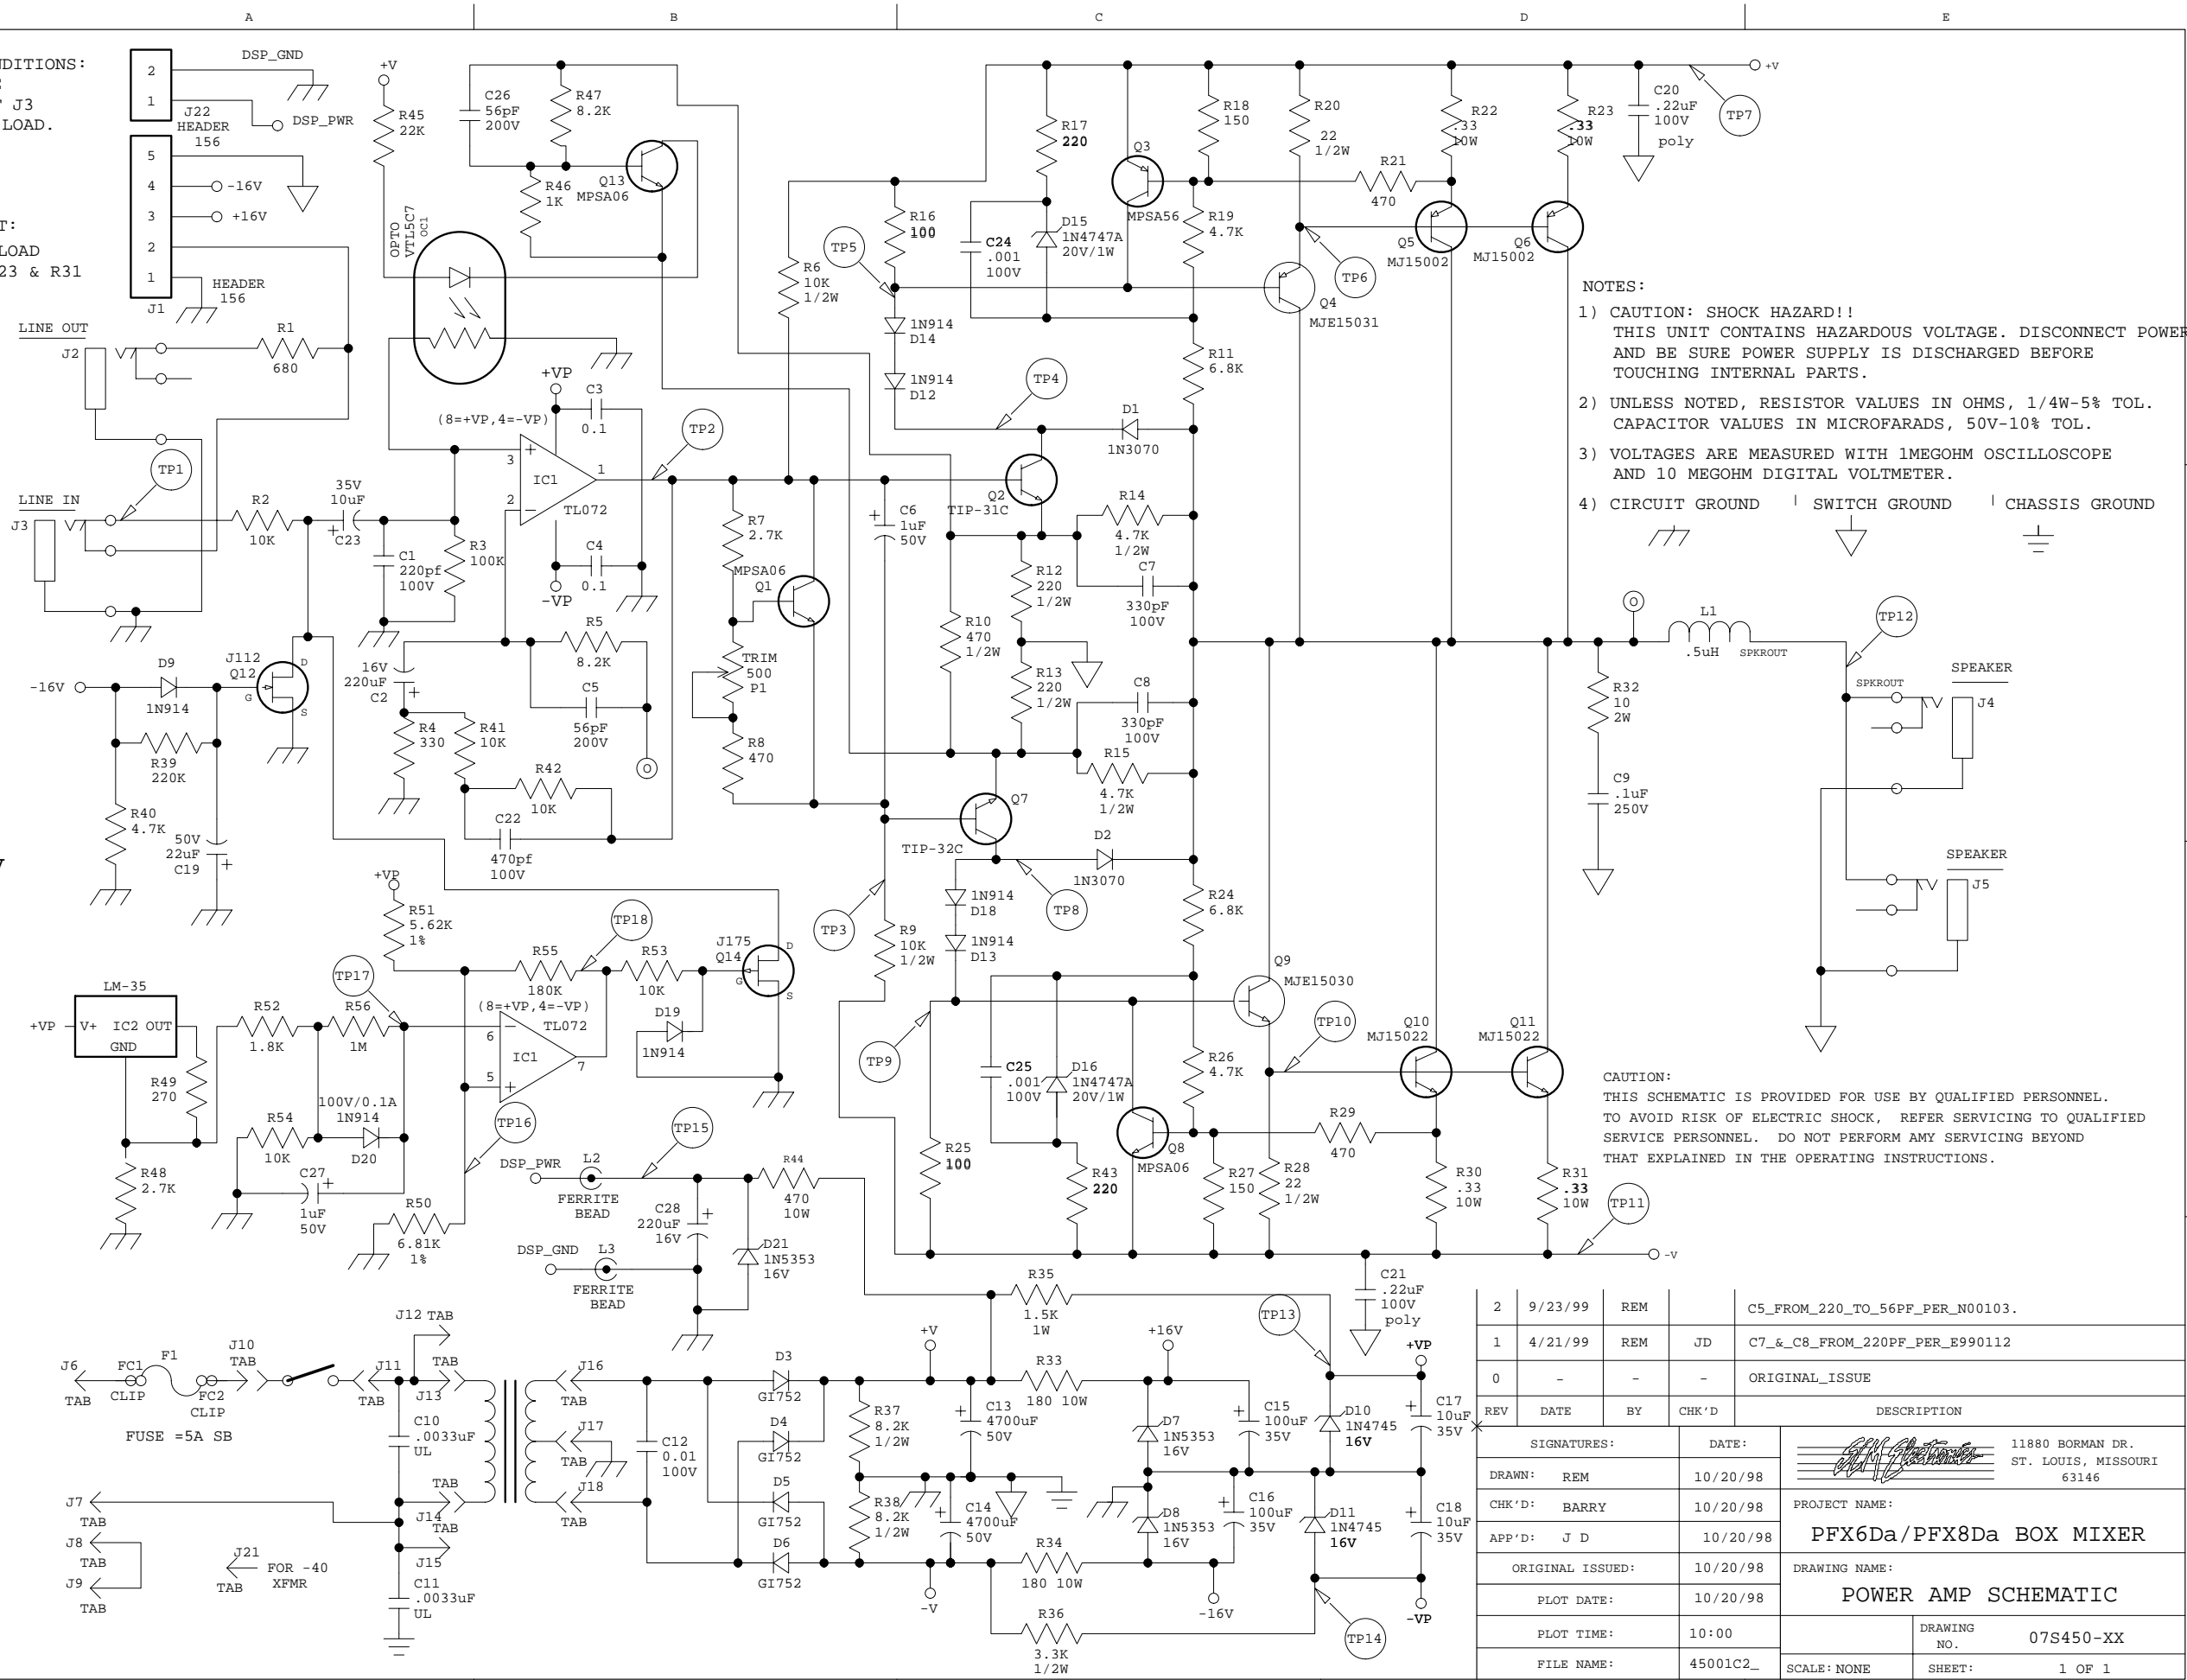 A
B
C
D
E
NDITIONS:
J3
LOAD.
T:
LOAD
23 & R31
DSP_GND
2
1
J22
HEADER
156
DSP_PWR
5
4
3
2
1
-16V
+16V
HEADER
156
J1
LINE OUT
J2
R1
680
TP1
LINE IN
J3
R2
10K
35V
10uF
C23
+
C1
220pf
100V
R3
100K
+V
R45
22K
C26
56pF
200V
R47
8.2K
R46
1K
Q13
MPSA06
OPTO
VTL5C7
OC1
+VP
C3
0.1
(8=+VP,4=-VP)
3
+
2
-
1
IC1
TL072
C4
0.1
-VP
TP2
R6
10K
1/2W
R7
2.7K
MPSA06
Q1
TRIM
500
P1
R8
470
R5
8.2K
C5
56pF
200V
O
16V
220uF
C2
+
R4
330
R41
10K
R42
10K
C22
470pf
100V
-16V
D9
1N914
J112
Q12
D
G
S
R39
220K
R40
4.7K
50V
22uF
C19
+
TP5
R16
100
1N914
D14
1N914
D12
C24
.001
100V
R17
220
D15
1N4747A
20V/1W
Q3
MPSA56
R18
150
R19
4.7K
R20
22
1/2W
R21
470
R22
.33
10W
R23
.33
10W
C20
.22uF
100V
poly
TP7
+V
Q5
MJ15002
Q6
MJ15002
TP6
Q4
MJE15031
R11
6.8K
TP4
D1
1N3070
Q2
TIP-31C
+
C6
1uF
50V
R14
4.7K
1/2W
C7
330pF
100V
R12
220
1/2W
R10
470
1/2W
R13
220
1/2W
C8
330pF
100V
R15
4.7K
1/2W
Q7
TIP-32C
D2
1N3070
TP8
1N914
D18
1N914
D13
TP3
R9
10K
1/2W
R24
6.8K
NOTES:
1) CAUTION: SHOCK HAZARD!!
THIS UNIT CONTAINS HAZARDOUS VOLTAGE. DISCONNECT POWER
AND BE SURE POWER SUPPLY IS DISCHARGED BEFORE
TOUCHING INTERNAL PARTS.
2) UNLESS NOTED, RESISTOR VALUES IN OHMS, 1/4W-5% TOL.
CAPACITOR VALUES IN MICROFARADS, 50V-10% TOL.
3) VOLTAGES ARE MEASURED WITH 1MEGOHM OSCILLOSCOPE
AND 10 MEGOHM DIGITAL VOLTMETER.
4) CIRCUIT GROUND | SWITCH GROUND | CHASSIS GROUND
O
L1
.5uH
SPKROUT
TP12
R32
10
2W
C9
.1uF
250V
SPKROUT
SPEAKER
J4
SPEAKER
J5
+VP
R51
5.62K
1%
TP17
R55
180K
TP18
R53
10K
J175
Q14
D
G
S
LM-35
+VP
V+ IC2 OUT
GND
R52
1.8K
R56
1M
(8=+VP,4=-VP)
TL072
6
-
5
+
7
IC1
D19
1N914
R49
270
100V/0.1A
1N914
D20
R54
10K
C27
+
1uF
50V
R48
2.7K
R50
6.81K
1%
TP16
TP9
Q9
MJE15030
TP10
Q10
MJ15022
Q11
MJ15022
C25
.001
100V
D16
1N4747A
20V/1W
R26
4.7K
Q8
MPSA06
R25
100
R43
220
R27
150
R28
22
1/2W
R29
470
R30
.33
10W
R31
.33
10W
TP11
-V
C21
.22uF
100V
poly
CAUTION:
THIS SCHEMATIC IS PROVIDED FOR USE BY QUALIFIED PERSONNEL.
TO AVOID RISK OF ELECTRIC SHOCK, REFER SERVICING TO QUALIFIED
SERVICE PERSONNEL. DO NOT PERFORM AMY SERVICING BEYOND
THAT EXPLAINED IN THE OPERATING INSTRUCTIONS.
DSP_PWR
L2
FERRITE
BEAD
TP15
R44
470
10W
C28
220uF
16V
+
D21
1N5353
16V
DSP_GND
L3
FERRITE
BEAD
J6
TAB
FC1
CLIP
F1
FC2
CLIP
J10
TAB
FUSE =5A SB
J11
TAB
J12 TAB
TAB
J13
C10
.0033uF
UL
TAB
J14
TAB
J15
C11
.0033uF
UL
J7
TAB
J8
TAB
J9
TAB
J21
TAB
FOR -40
XFMR
J16
TAB
J17
TAB
J18
TAB
C12
0.01
100V
D3
GI752
D4
GI752
D5
GI752
D6
GI752
R37
8.2K
1/2W
R38
8.2K
1/2W
+V
+
C13
4700uF
50V
+
C14
4700uF
50V
-V
R35
1.5K
1W
R33
180 10W
R34
180 10W
R36
3.3K
1/2W
+16V
D7
1N5353
16V
D8
1N5353
16V
+
C15
100uF
35V
+
C16
100uF
35V
-16V
TP13
D10
1N4745
16V
D11
1N4745
16V
+VP
+
C17
10uF
35V
+
C18
10uF
35V
-VP
TP14
2 9/23/99 REM C5_FROM_220_TO_56PF_PER_N00103.
1 4/21/99 REM JD C7_&_C8_FROM_220PF_PER_E990112
0 - - - ORIGINAL_ISSUE
REV DATE BY CHK'D DESCRIPTION
SIGNATURES: DATE:
DRAWN: REM 10/20/98
CHK'D: BARRY 10/20/98
APP'D: J D 10/20/98
ORIGINAL ISSUED: 10/20/98
PLOT DATE: 10/20/98
PLOT TIME: 10:00
FILE NAME: 45001C2_
Electronics
11880 BORMAN DR.
ST. LOUIS, MISSOURI
63146
PROJECT NAME:
PFX6Da/PFX8Da BOX MIXER
DRAWING NAME:
POWER AMP SCHEMATIC
DRAWING
NO.
07S450-XX
SCALE: NONE
SHEET: 1 OF 1